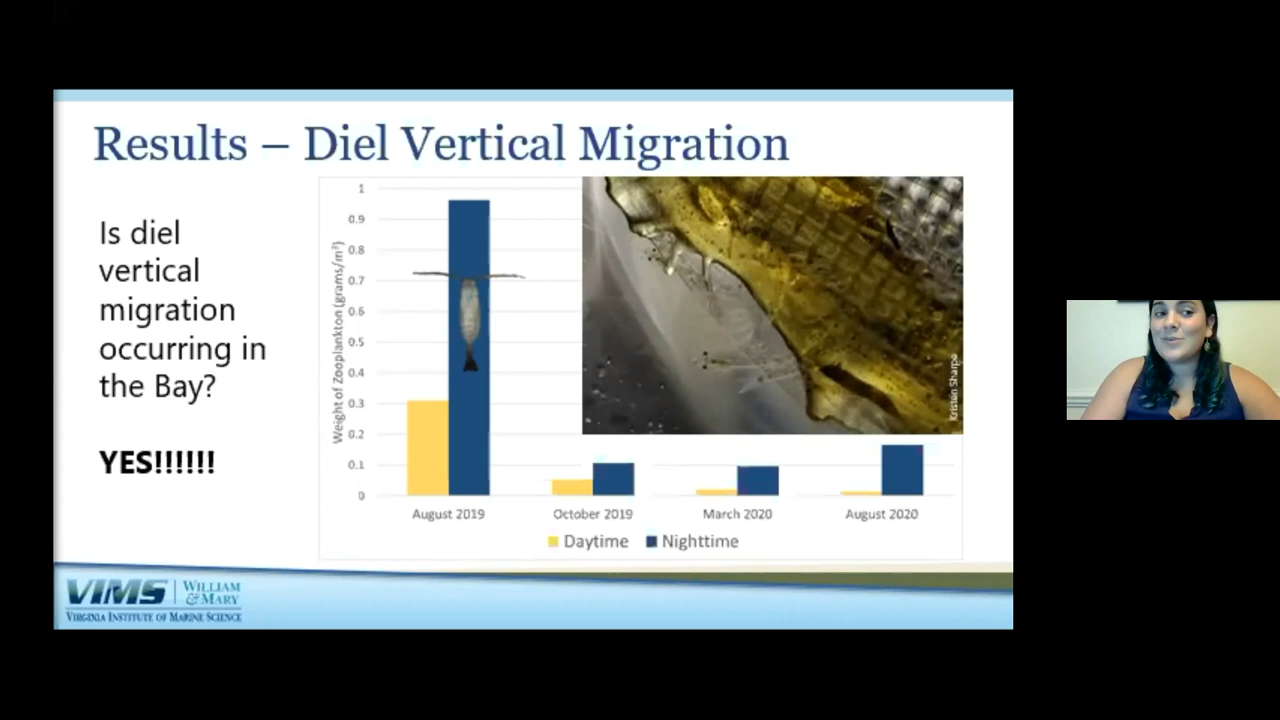 Results – Diel Vertical Migration
Is diel
vertical
migration
occurring in
the Bay?
YES!!!!!!
Weight of Zooplankton (grams/m³)
1
0.9
0.8
0.7
0.6
0.5
0.4
0.3
0.2
0.1
0
August 2019
October 2019
March 2020
August 2020
Daytime
Nighttime
Kristen Sharpe
VIMS
WILLIAM
& MARY
VIRGINIA INSTITUTE OF MARINE SCIENCE